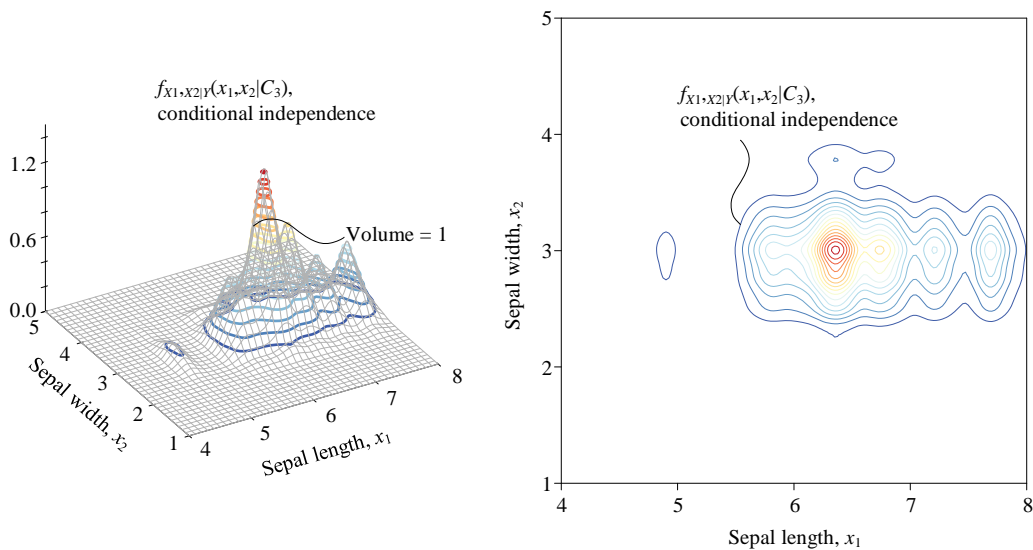 f_{X1,X2|Y}(x_1,x_2|C_3),
conditional independence
1.2
0.6
0.0
Volume = 1
5
4
3
2
1
Sepal width, x_2
4
5
6
7
8
Sepal length, x_1
f_{X1,X2|Y}(x_1,x_2|C_3),
conditional independence
5
4
3
2
1
Sepal width, x_2
4
5
6
7
8
Sepal length, x_1